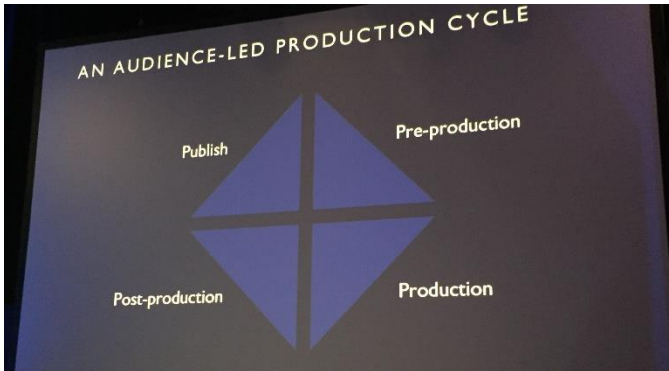 AN AUDIENCE-LED PRODUCTION CYCLE
Publish
Pre-production
Post-production
Production